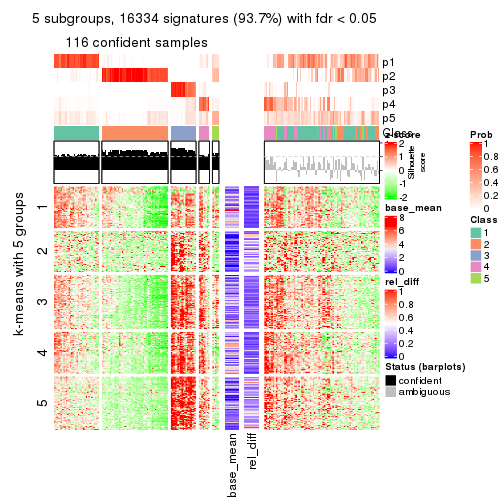 5 subgroups, 16334 signatures (93.7%) with fdr < 0.05
116 confident samples
p1
p2
p3
p4
p5
Class
Silhouette
score
k-means with 5 groups
1
2
3
4
5
base_mean
rel_diff
z-score
2
1
0
-1
-2
base_mean
8
6
4
2
0
rel_diff
1
0.8
0.6
0.4
0.2
0
Status (barplots)
confident
ambiguous
Prob
1
0.8
0.6
0.4
0.2
0
Class
1
2
3
4
5